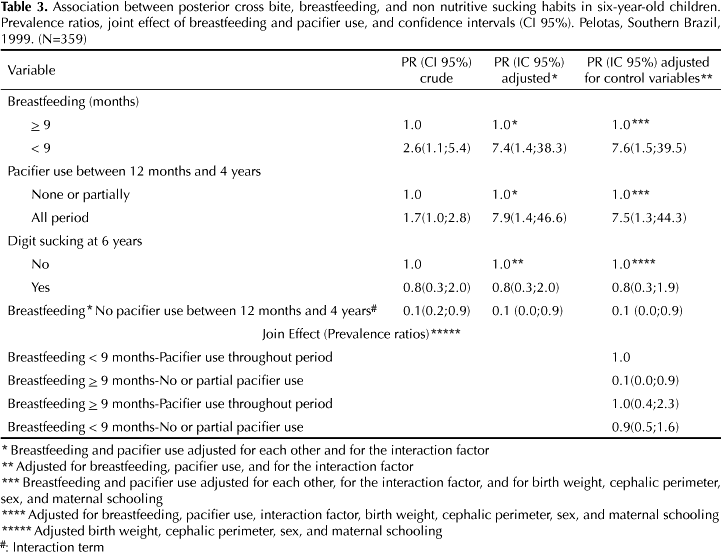 Table 3. Association between posterior cross bite, breastfeeding, and non nutritive sucking habits in six-year-old children.
Prevalence ratios, joint effect of breastfeeding and pacifier use, and confidence intervals (CI 95%). Pelotas, Southern Brazil,
1999. (N=359)
Variable PR (CI 95%) crude PR (IC 95%) adjusted* PR (IC 95%) adjusted for control variables**
Breastfeeding (months)
≥ 9 1.0 1.0* 1.0***
< 9 2.6(1.1;5.4) 7.4(1.4;38.3) 7.6(1.5;39.5)
Pacifier use between 12 months and 4 years
None or partially 1.0 1.0* 1.0***
All period 1.7(1.0;2.8) 7.9(1.4;46.6) 7.5(1.3;44.3)
Digit sucking at 6 years
No 1.0 1.0** 1.0****
Yes 0.8(0.3;2.0) 0.8(0.3;2.0) 0.8(0.3;1.9)
Breastfeeding*No pacifier use between 12 months and 4 years# 0.1(0.2;0.9) 0.1 (0.0;0.9) 0.1 (0.0;0.9)
Join Effect (Prevalence ratios)*****
Breastfeeding < 9 months-Pacifier use throughout period 1.0
Breastfeeding ≥ 9 months-No or partial pacifier use 0.1(0.0;0.9)
Breastfeeding ≥ 9 months-Pacifier use throughout period 1.0(0.4;2.3)
Breastfeeding < 9 months-No or partial pacifier use 0.9(0.5;1.6)
* Breastfeeding and pacifier use adjusted for each other and for the interaction factor
** Adjusted for breastfeeding, pacifier use, and for the interaction factor
*** Breastfeeding and pacifier use adjusted for each other, for the interaction factor, and for birth weight, cephalic perimeter,
sex, and maternal schooling
**** Adjusted for breastfeeding, pacifier use, interaction factor, birth weight, cephalic perimeter, sex, and maternal schooling
***** Adjusted birth weight, cephalic perimeter, sex, and maternal schooling
#: Interaction term